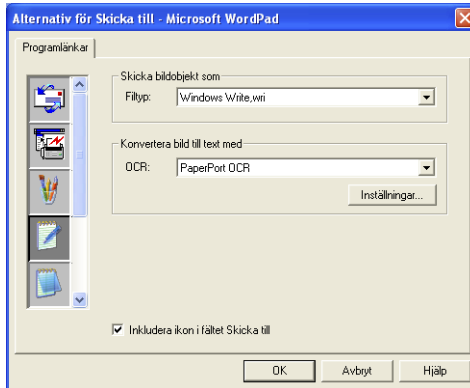 Alternativ för Skicka till - Microsoft WordPad
Programlänkar
Skicka bildobjekt som
Filtyp: Windows Write,wri
Konvertera bild till text med
OCR: PaperPort OCR
Inställningar...
Inkludera ikon i fältet Skicka till
OK Avbryt Hjälp